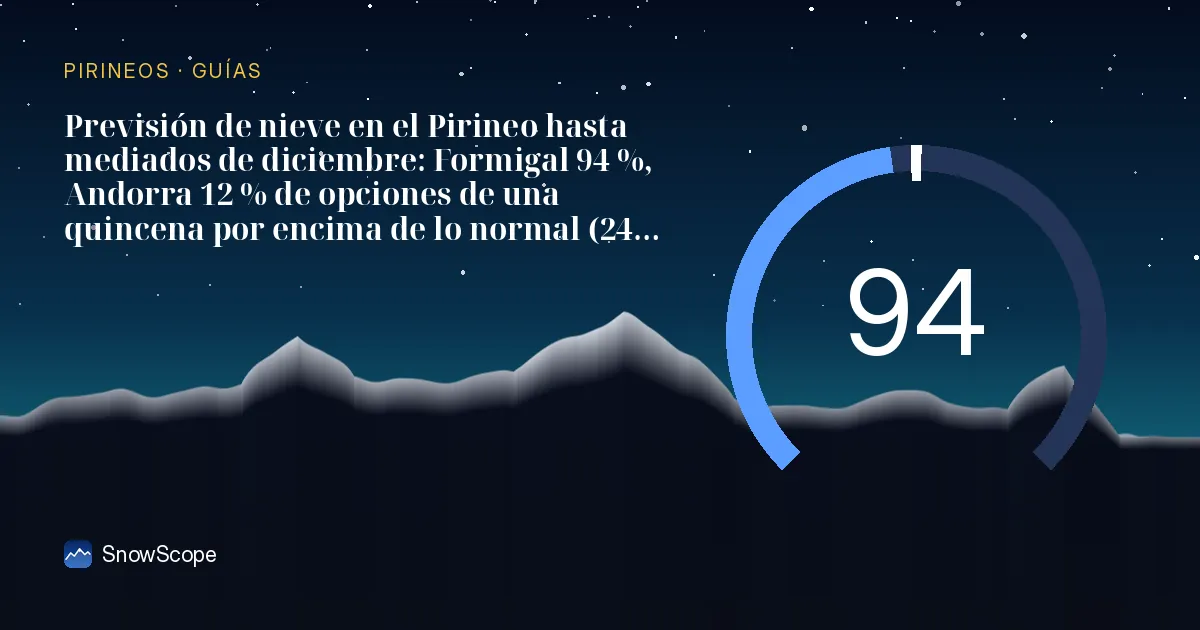 PIRINEOS · GUÍAS
Previsión de nieve en el Pirineo hasta
mediados de diciembre: Formigal 94 %,
Andorra 12 % de opciones de una
quincena por encima de lo normal (24…
94
SnowScope